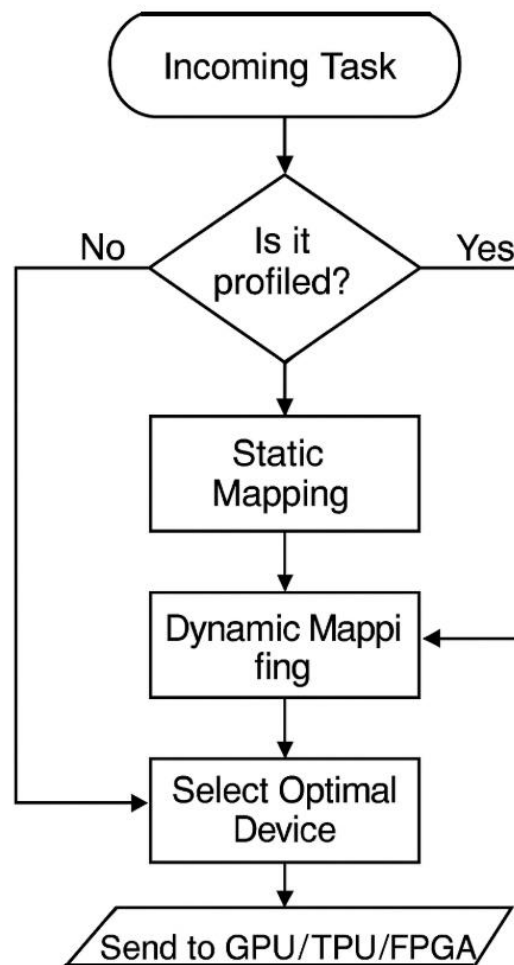 Incoming Task
Is it
profiled?
No
Yes
Static
Mapping
Dynamic Mappi
fing
Select Optimal
Device
Send to GPU/TPU/FPGA